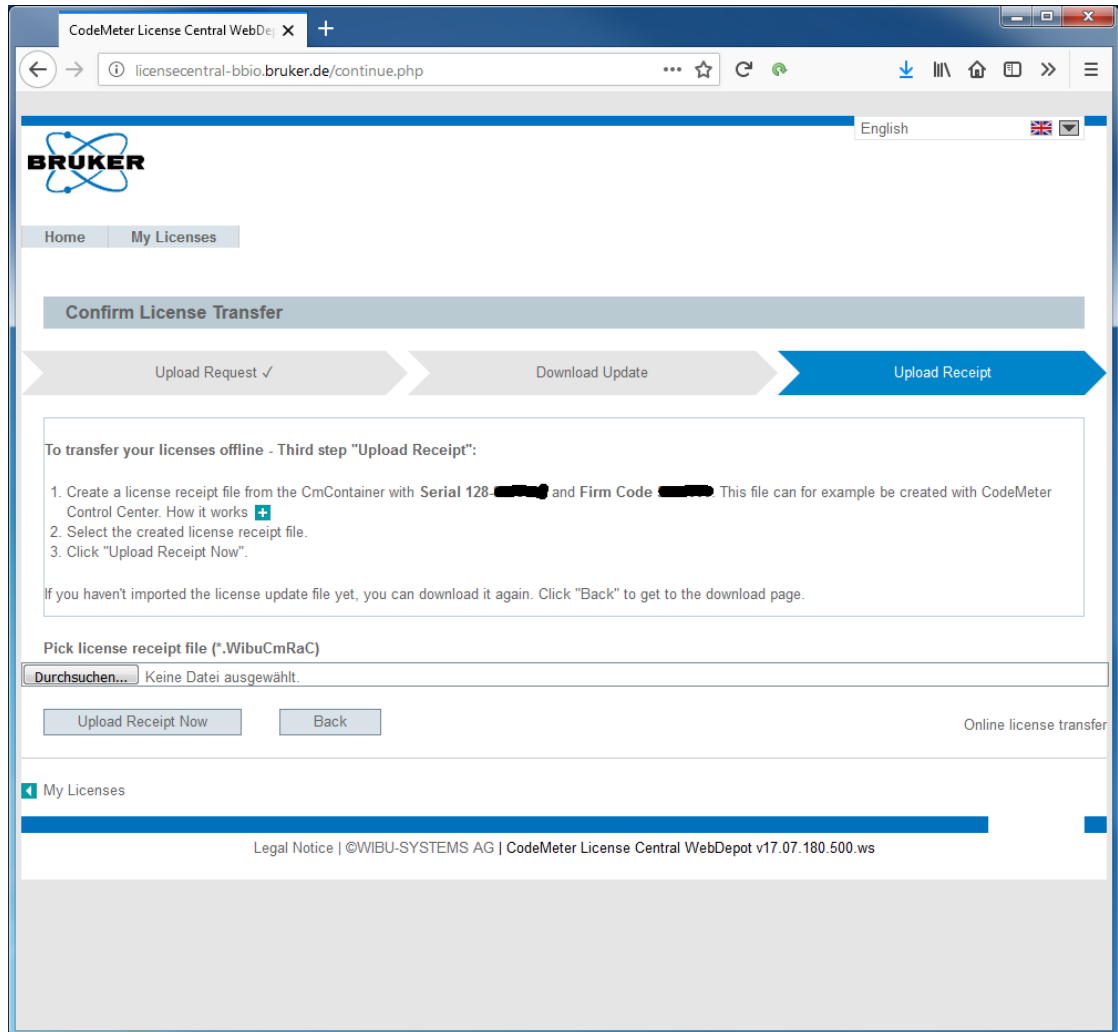 CodeMeter License Central WebDe
licensecentral-bbio.bruker.de/continue.php
English
BRUKER
Home My Licenses
Confirm License Transfer
Upload Request ✓ Download Update Upload Receipt
To transfer your licenses offline - Third step "Upload Receipt":
1. Create a license receipt file from the CmContainer with Serial 128- and Firm Code . This file can for example be created with CodeMeter
Control Center. How it works +
2. Select the created license receipt file.
3. Click "Upload Receipt Now".
If you haven't imported the license update file yet, you can download it again. Click "Back" to get to the download page.
Pick license receipt file (*.WibuCmRaC)
Durchsuchen... Keine Datei ausgewählt.
Upload Receipt Now Back Online license transfer
My Licenses
Legal Notice | ©WIBU-SYSTEMS AG | CodeMeter License Central WebDepot v17.07.180.500.ws